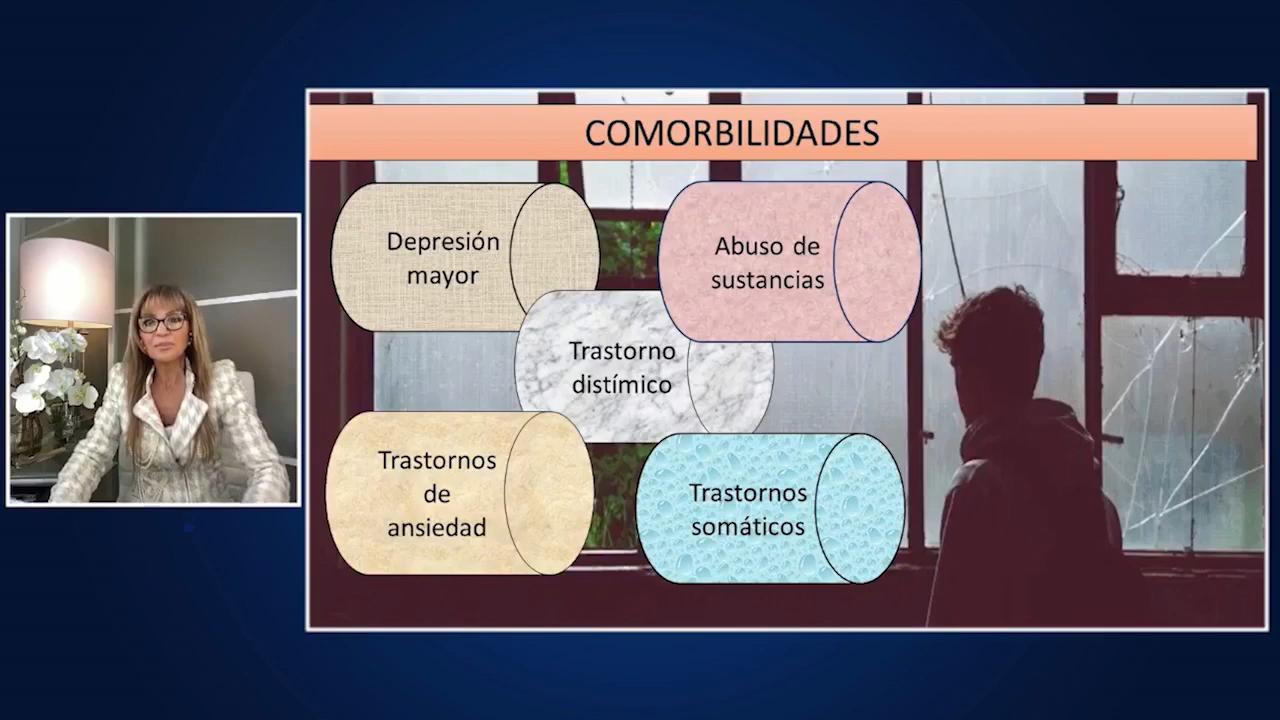 COMORBILIDADES
Depresión
mayor
Abuso de
sustancias
Trastorno
distímico
Trastornos
de
ansiedad
Trastornos
somáticos